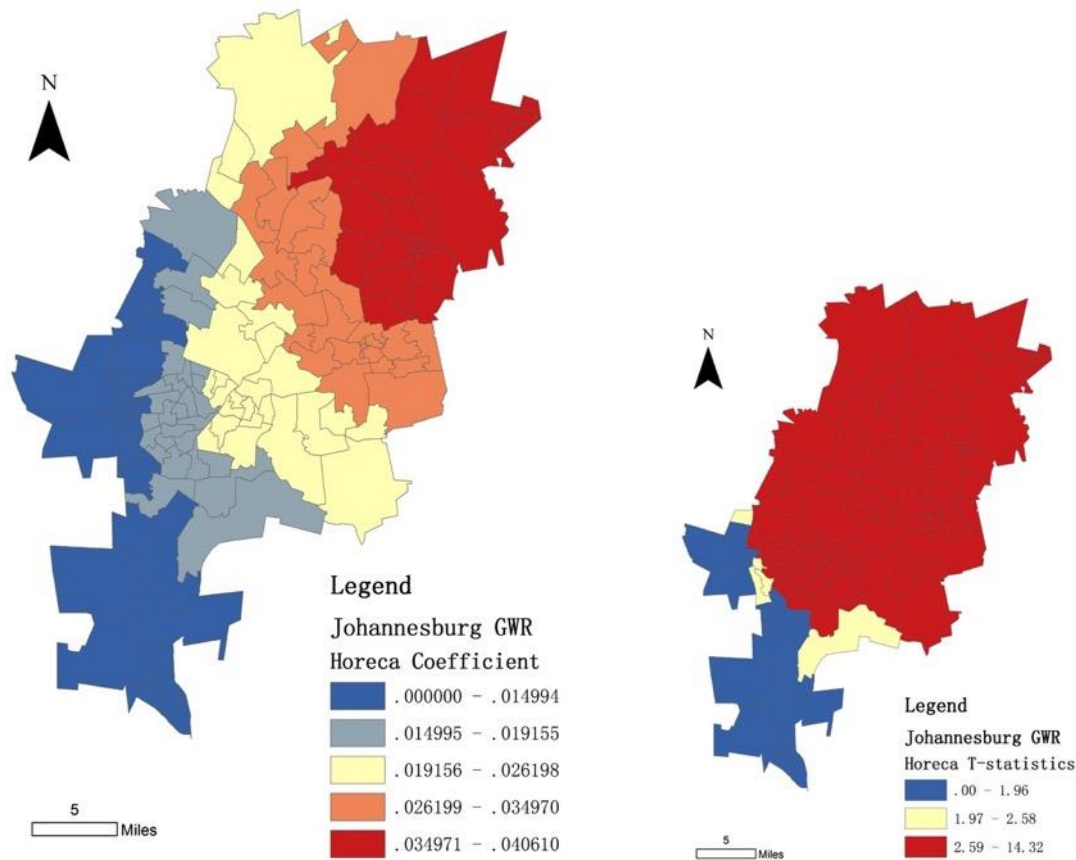 N
Legend
Johannesburg GWR
Horeca Coefficient
.000000 - .014994
.014995 - .019155
.019156 - .026198
.026199 - .034970
.034971 - .040610
5
Miles
N
Legend
Johannesburg GWR
Horeca T-statistics
.00 - 1.96
1.97 - 2.58
2.59 - 14.32
5
Miles